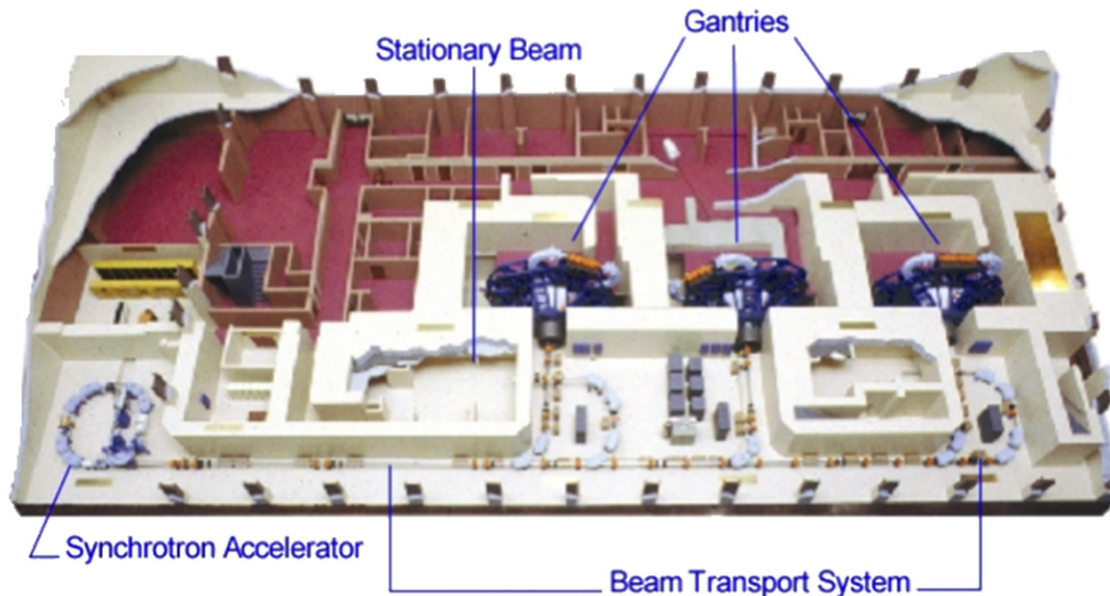 Gantries
Stationary Beam
Synchrotron Accelerator
Beam Transport System